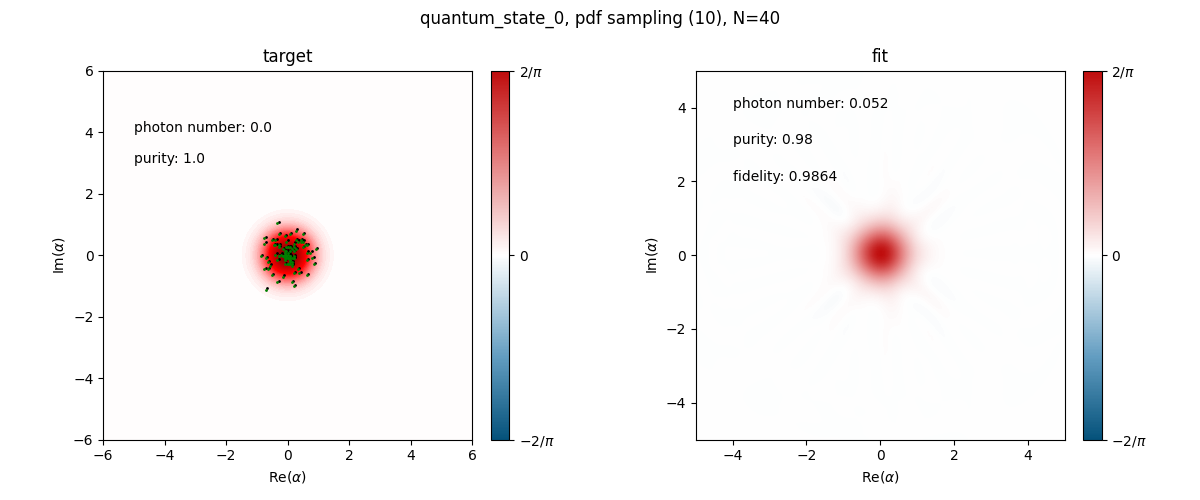 quantum_state_0, pdf sampling (10), N=40
target
6
4
2
0
−2
−4
−6
−6
−4
−2
0
2
4
6
Im(α)
Re(α)
photon number: 0.0
purity: 1.0
2/π
0
−2/π
fit
4
2
0
−2
−4
−4
−2
0
2
4
Im(α)
Re(α)
photon number: 0.052
purity: 0.98
fidelity: 0.9864
2/π
0
−2/π